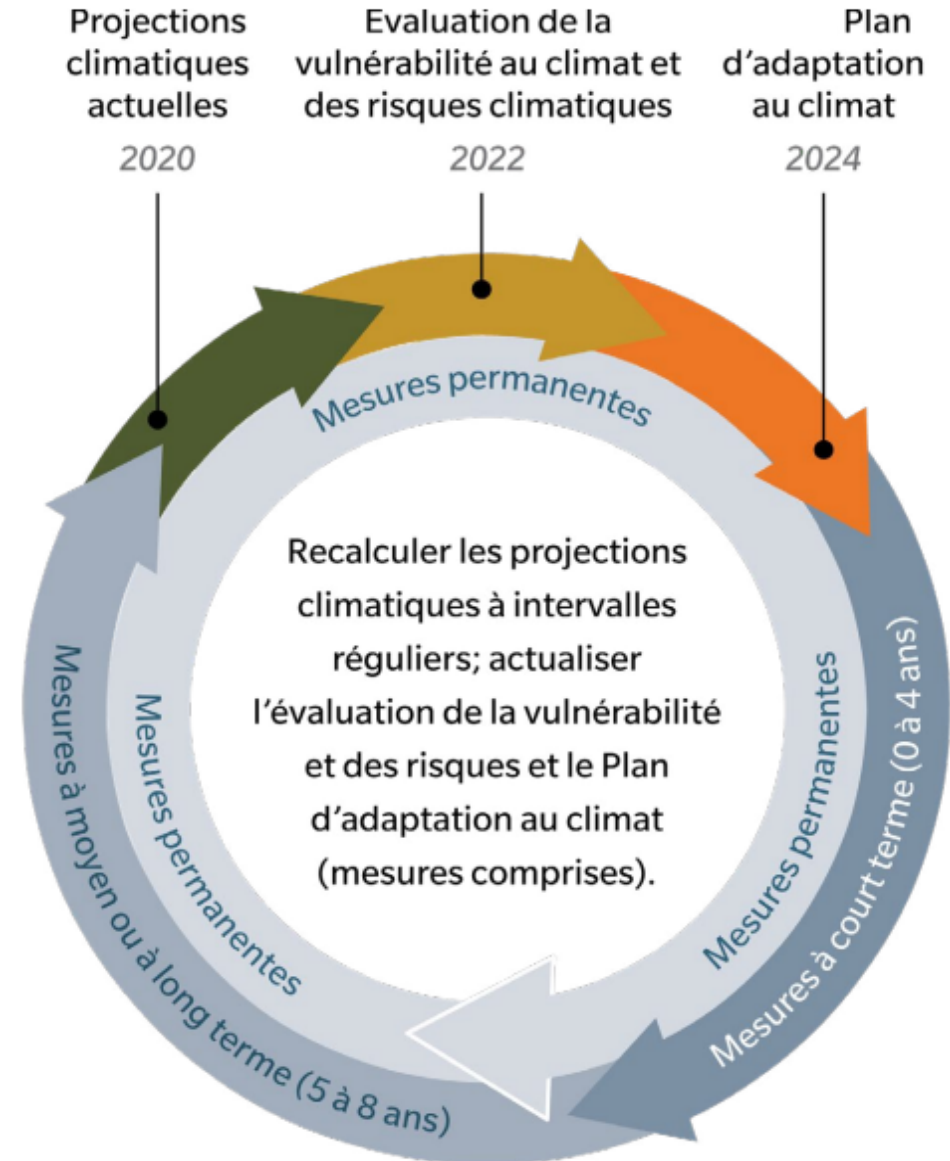 Projections
climatiques
actuelles
2020
Evaluation de la
vulnérabilité au climat et
des risques climatiques
2022
Plan
d'adaptation
au climat
2024
Mesures permanentes
Recalculer les projections
climatiques à intervalles
réguliers; actualiser
l'évaluation de la vulnérabilité
et des risques et le Plan
d'adaptation au climat
(mesures comprises).
Mesures permanentes
Mesures à court terme (0 à 4 ans)
Mesures permanentes
Mesures à moyen ou à long terme (5 à 8 ans)